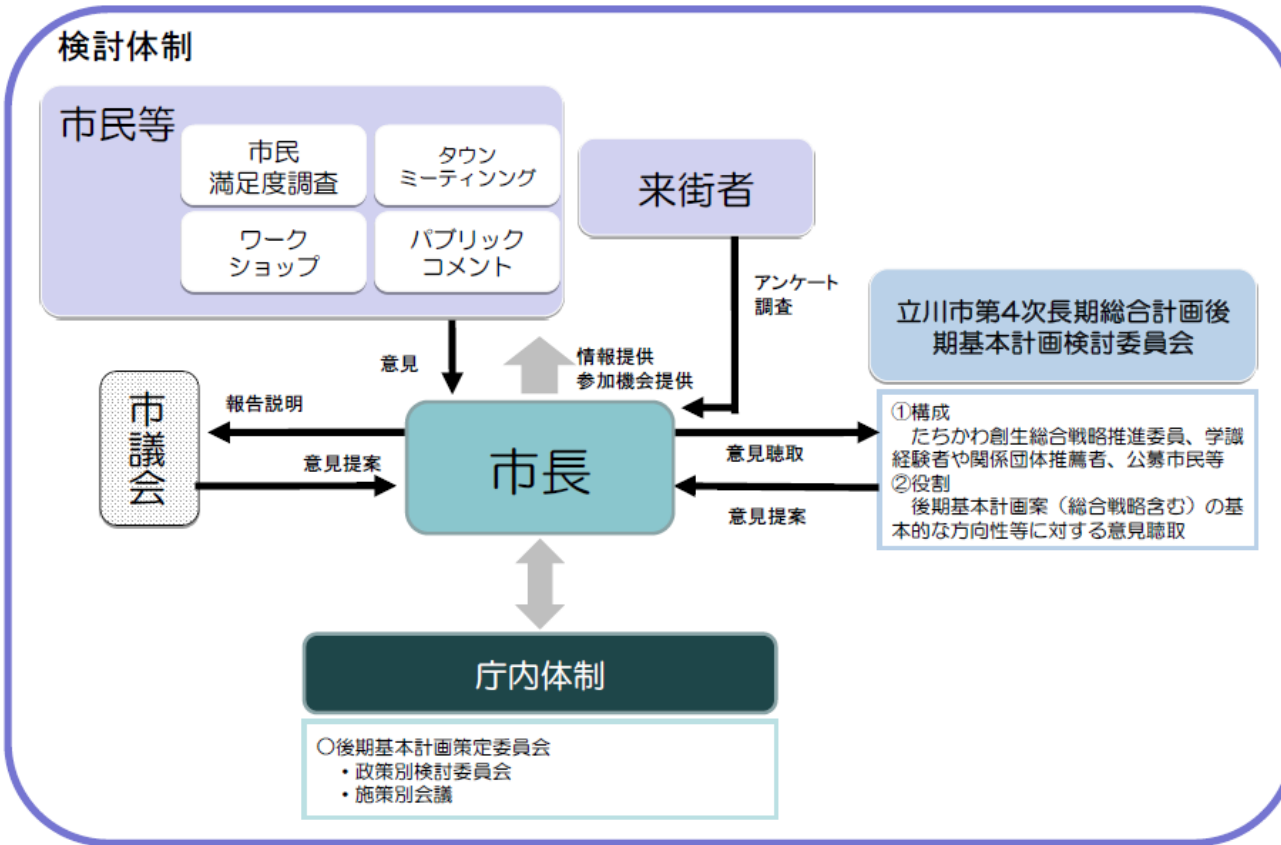 検討体制
市民等
市民
満足度調査
タウン
ミーティンング
ワーク
ショップ
パブリック
コメント
来街者
アンケート
調査
立川市第4次長期総合計画後
期基本計画検討委員会
意見
情報提供
参加機会提供
市議会
報告説明
意見提案
市長
意見聴取
意見提案
①構成
　たちかわ創生総合戦略推進委員、学識
経験者や関係団体推薦者、公募市民等
②役割
　後期基本計画案（総合戦略含む）の基
本的な方向性等に対する意見聴取
庁内体制
○後期基本計画策定委員会
・政策別検討委員会
・施策別会議